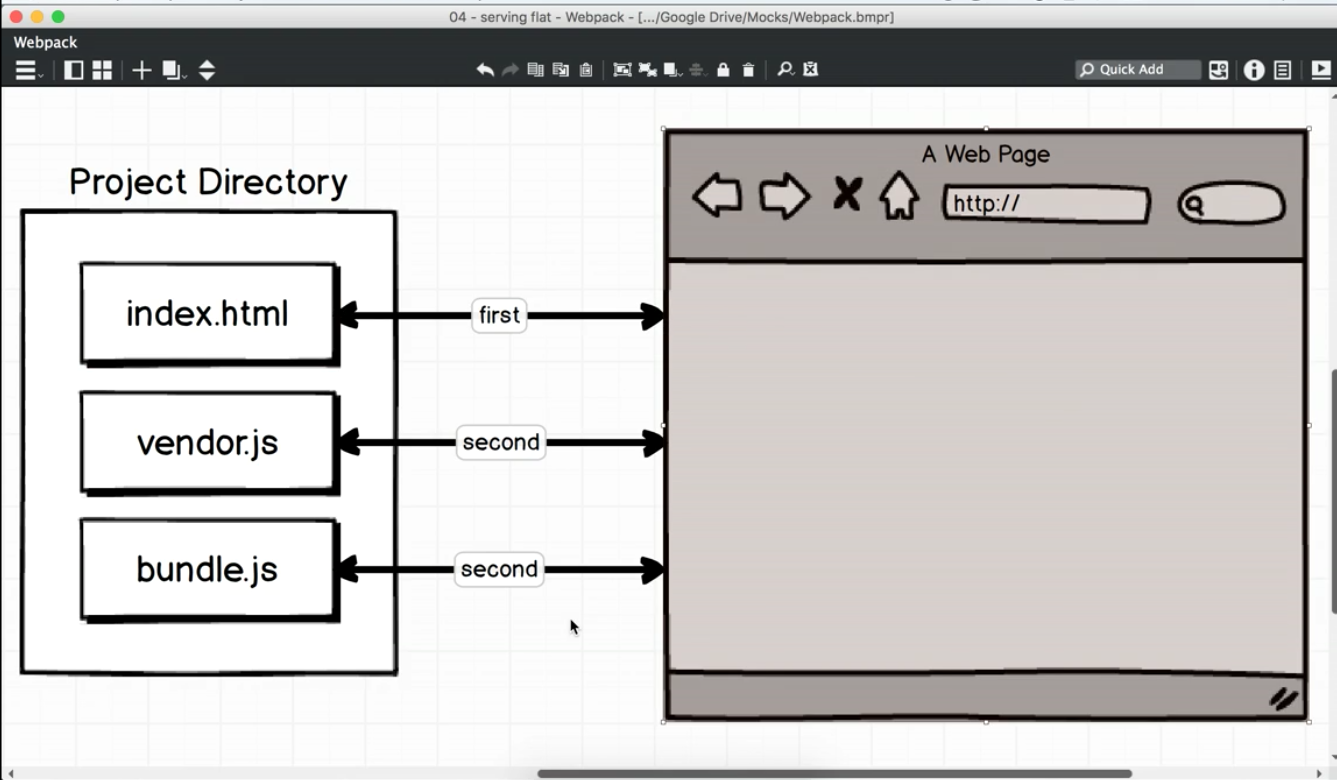 04 - serving flat - Webpack - [.../Google Drive/Mocks/Webpack.bmpr]
Webpack
Quick Add
Project Directory
index.html
vendor.js
bundle.js
first
second
second
A Web Page
http://